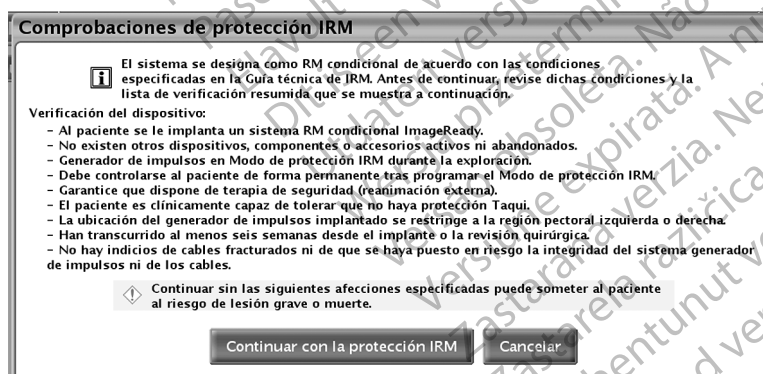 Comprobaciones de protección IRM
El sistema se designa como RM condicional de acuerdo con las condiciones
especificadas en la Guía técnica de IRM. Antes de continuar, revise dichas condiciones y la
lista de verificación resumida que se muestra a continuación.
Verificación del dispositivo:
- Al paciente se le implanta un sistema RM condicional ImageReady.
- No existen otros dispositivos, componentes o accesorios activos ni abandonados.
- Generador de impulsos en Modo de protección IRM durante la exploración.
- Debe controlarse al paciente de forma permanente tras programar el Modo de protección IRM.
- Garantice que dispone de terapia de seguridad (reanimación externa).
- El paciente es clínicamente capaz de tolerar que no haya protección Taqui.
- La ubicación del generador de impulsos implantado se restringe a la región pectoral izquierda o derecha.
- Han transcurrido al menos seis semanas desde el implante o la revisión quirúrgica.
- No hay indicios de cables fracturados ni de que se haya puesto en riesgo la integridad del sistema generador
de impulsos ni de los cables.
Continuar sin las siguientes afecciones especificadas puede someter al paciente
al riesgo de lesión grave o muerte.
Continuar con la protección IRM
Cancelar